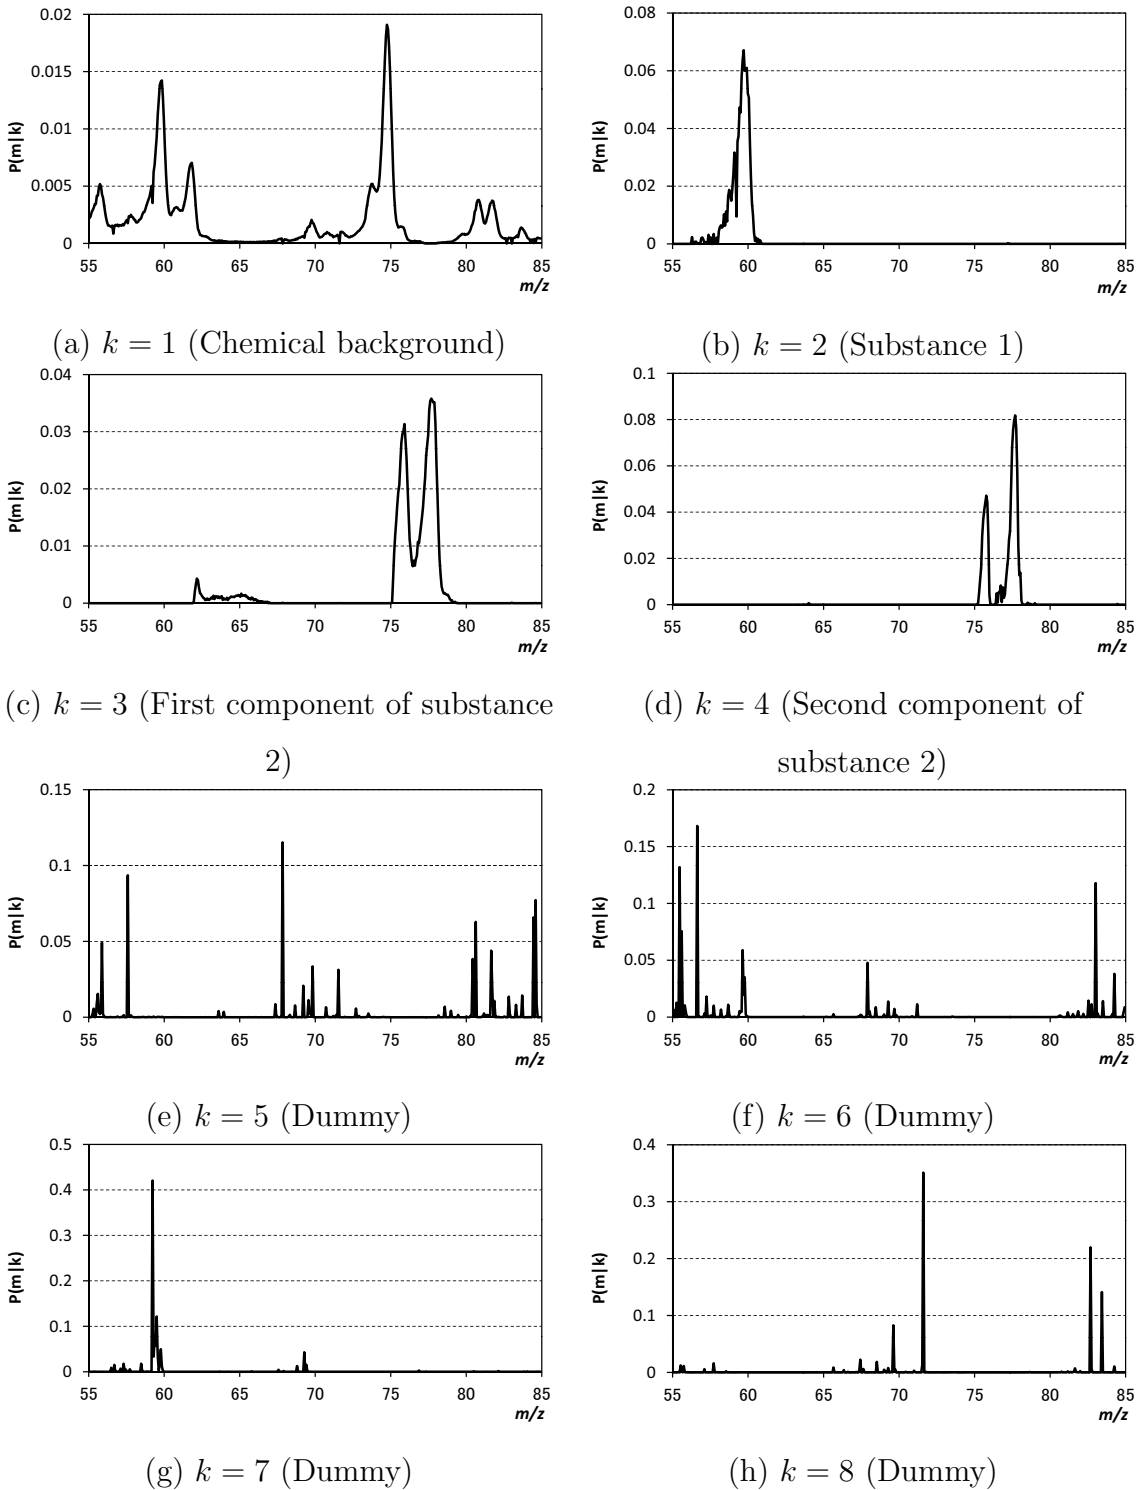 0.02
0.015
0.01
0.005
0
P(m|k)
55 60 65 70 75 80 85
m/z
(a) k = 1 (Chemical background)
0.08
0.06
0.04
0.02
0
P(m|k)
55 60 65 70 75 80 85
m/z
(b) k = 2 (Substance 1)
0.04
0.03
0.02
0.01
0
P(m|k)
55 60 65 70 75 80 85
m/z
(c) k = 3 (First component of substance
2)
0.1
0.08
0.06
0.04
0.02
0
P(m|k)
55 60 65 70 75 80 85
m/z
(d) k = 4 (Second component of
substance 2)
0.15
0.1
0.05
0
P(m|k)
55 60 65 70 75 80 85
m/z
(e) k = 5 (Dummy)
0.2
0.15
0.1
0.05
0
P(m|k)
55 60 65 70 75 80 85
m/z
(f) k = 6 (Dummy)
0.5
0.4
0.3
0.2
0.1
0
P(m|k)
55 60 65 70 75 80 85
m/z
(g) k = 7 (Dummy)
0.4
0.3
0.2
0.1
0
P(m|k)
55 60 65 70 75 80 85
m/z
(h) k = 8 (Dummy)